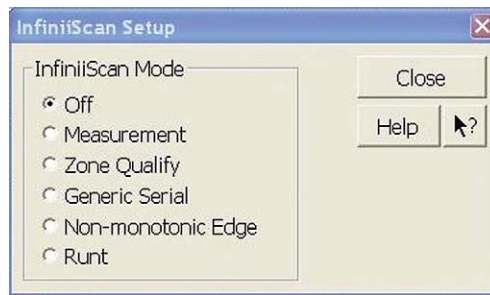 InfiniiScan Setup
InfiniiScan Mode
Off
Measurement
Zone Qualify
Generic Serial
Non-monotonic Edge
Runt
Close
Help
?